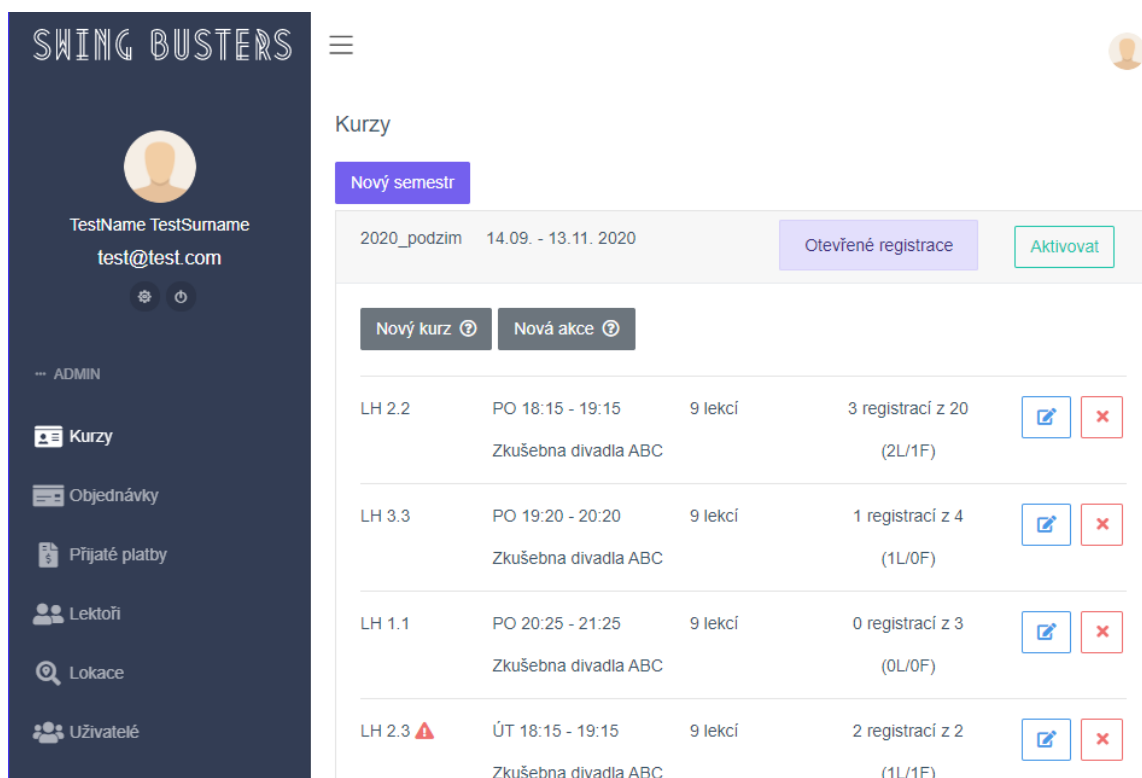 SWING BUSTERS
TestName TestSurname
test@test.com
ADMIN
Kurzy
Objednávky
Přijaté platby
Lektoři
Lokace
Uživatelé
Kurzy
Nový semestr
2020_podzim 14.09. - 13.11. 2020 Otevřené registrace Aktivovat
Nový kurz Nová akce
LH 2.2 PO 18:15 - 19:15 9 lekcí 3 registrací z 20
Zkušebna divadla ABC (2L/1F)
LH 3.3 PO 19:20 - 20:20 9 lekcí 1 registrací z 4
Zkušebna divadla ABC (1L/0F)
LH 1.1 PO 20:25 - 21:25 9 lekcí 0 registrací z 3
Zkušebna divadla ABC (0L/0F)
LH 2.3 ÚT 18:15 - 19:15 9 lekcí 2 registrací z 2
Zkušebna divadla ABC (1L/1F)